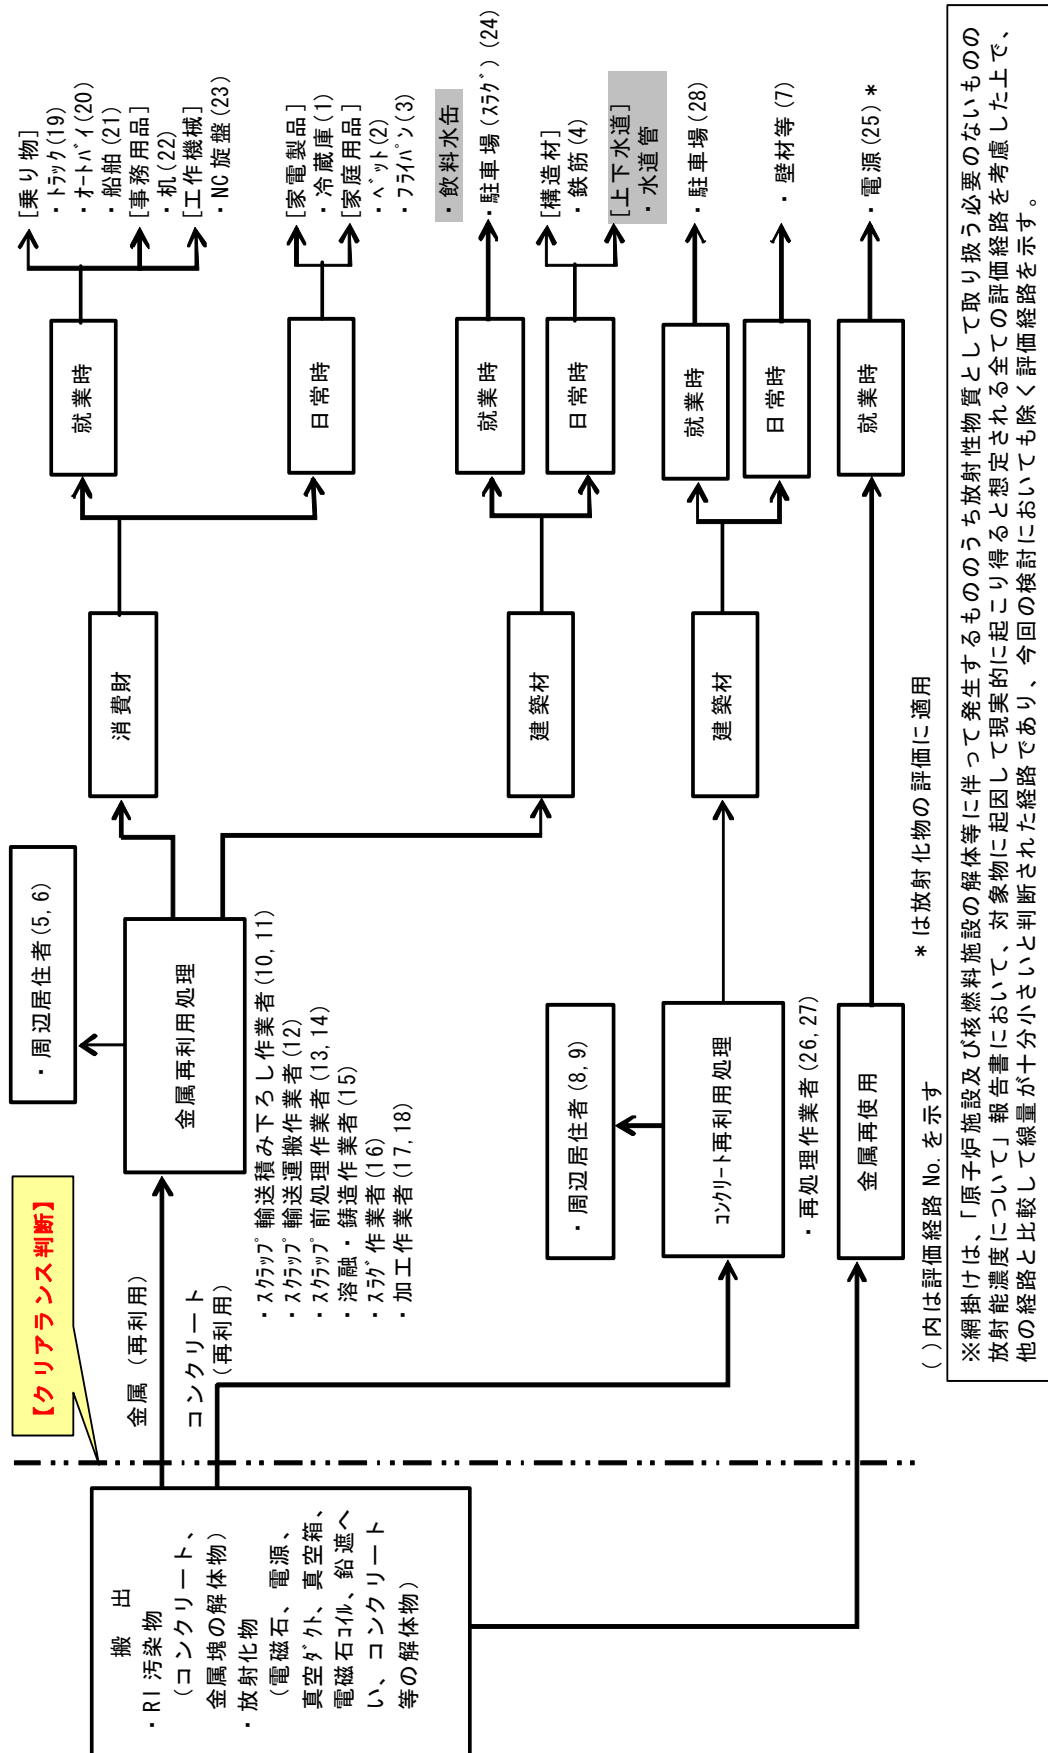 搬　出
・RI汚染物
(コンクリート、
金属塊の解体物)
・放射化物
(電磁石、電源、
真空ダクト、真空箱、
電磁石コイル、鉛遮へ
い、コンクリート
等の解体物)
【クリアランス判断】
金属(再利用)
コンクリート
(再利用)
・周辺居住者(5,6)
金属再利用処理
・スクラップ輸送積み下ろし作業者(10,11)
・スクラップ輸送運搬作業者(12)
・スクラップ前処理作業者(13,14)
・溶融・鋳造作業者(15)
・スラグ作業者(16)
・加工作業者(17,18)
・周辺居住者(8,9)
コンクリート再利用処理
・再処理作業者(26,27)
金属再使用
消費財
建築材
建築材
就業時
日常時
就業時
日常時
就業時
日常時
就業時
[乗り物]
・トラック(19)
・オートバイ(20)
・船舶(21)
[事務用品]
・机(22)
[工作機械]
・NC旋盤(23)
[家電製品]
・冷蔵庫(1)
[家庭用品]
・ベット(2)
・フライパン(3)
・飲料水缶
・駐車場(スラグ)(24)
[構造材]
・鉄筋(4)
[上下水道]
・水道管
・駐車場(28)
・壁材等(7)
・電源(25)*
( )内は評価経路 No.を示す
*は放射化物の評価に適用
※網掛けは、「原子炉施設及び核燃料施設の解体等に伴って発生するもののうち放射性物質として取り扱う必要のないものの
放射能濃度について」報告書において、対象物に起因して現実的に起こり得ると想定される全ての評価経路を考慮した上で、
他の経路と比較して線量が十分小さいと判断された経路であり、今回の検討においても除く評価経路を示す。